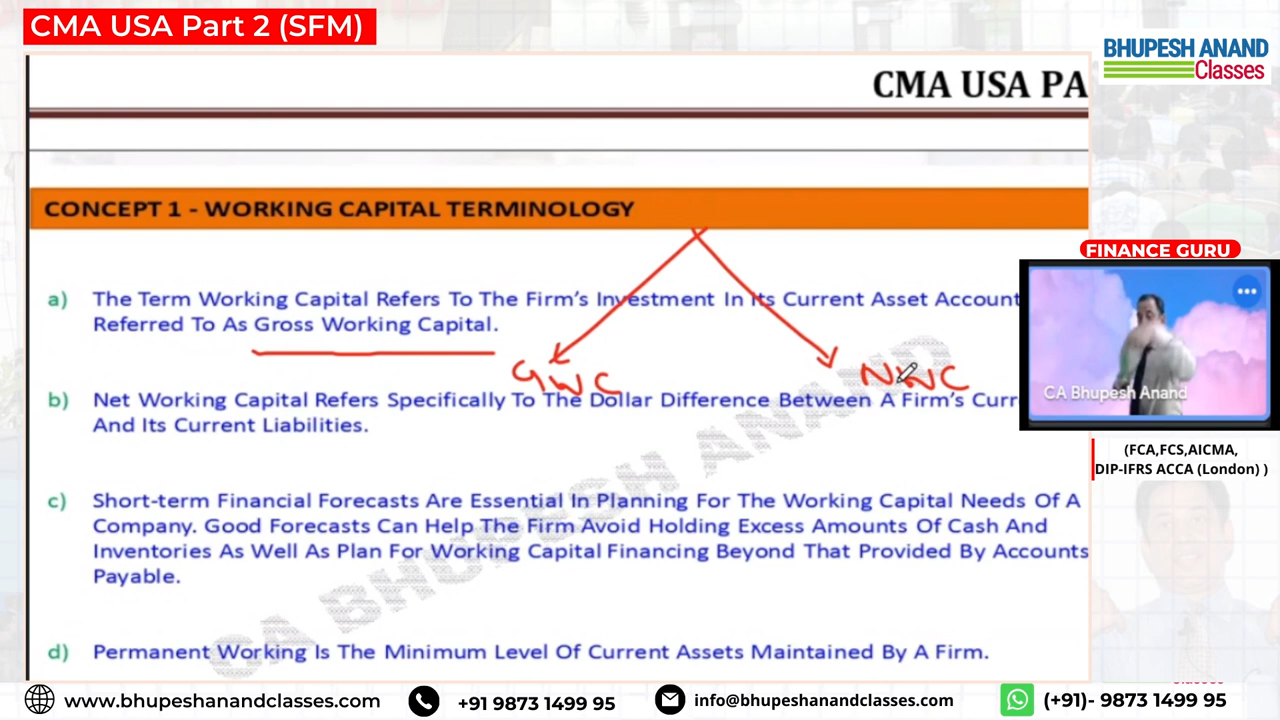 CMA USA Part 2 (SFM)
BHUPESH ANAND
Classes
CMA USA PA
CONCEPT 1 - WORKING CAPITAL TERMINOLOGY
FINANCE GURU
a) The Term Working Capital Refers To The Firm's Investment In Its Current Asset Account
Referred To As Gross Working Capital.
GWC
NWC
CA Bhupesh Anand
b) Net Working Capital Refers Specifically To The Dollar Difference Between A Firm's Curr
And Its Current Liabilities.
(FCA,FCS,AICMA,
DIP-IFRS ACCA (London) )
c) Short-term Financial Forecasts Are Essential In Planning For The Working Capital Needs Of A
Company. Good Forecasts Can Help The Firm Avoid Holding Excess Amounts Of Cash And
Inventories As Well As Plan For Working Capital Financing Beyond That Provided By Accounts
Payable.
CA BHUPESH ANAND
d) Permanent Working Is The Minimum Level Of Current Assets Maintained By A Firm.
Classes
www.bhupeshanandclasses.com
+91 9873 1499 95
info@bhupeshanandclasses.com
(+91)- 9873 1499 95